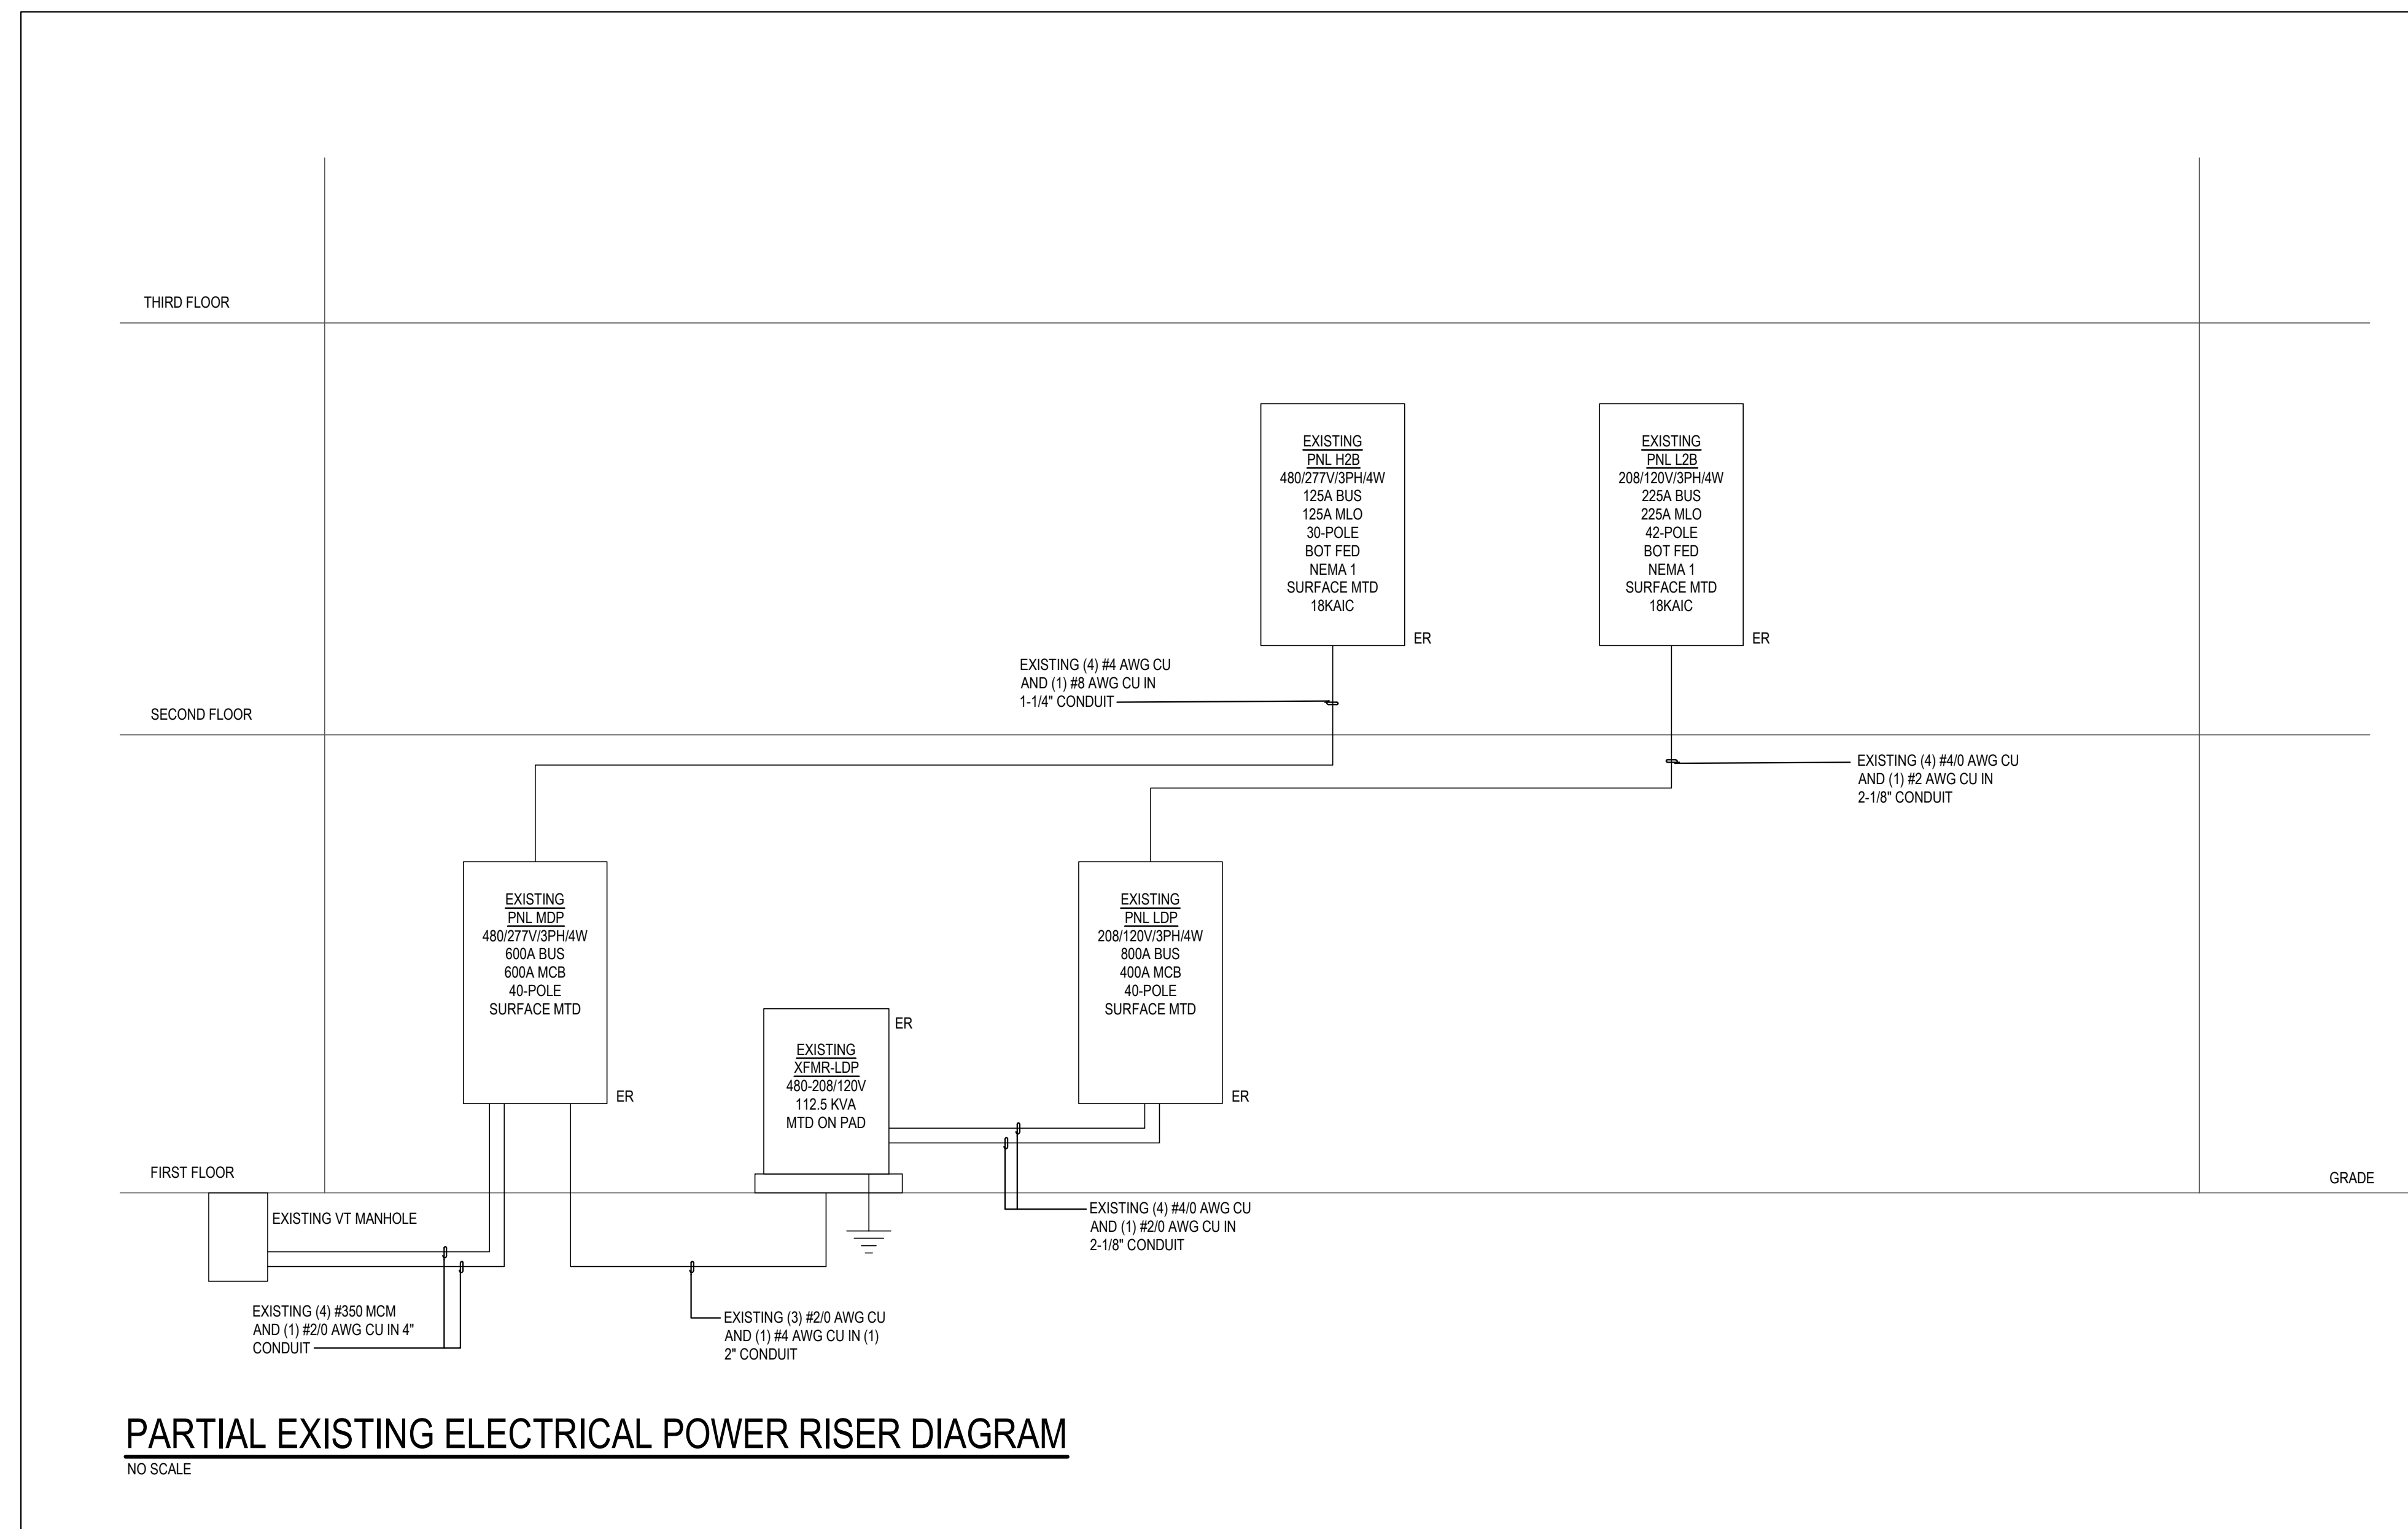 THIRD FLOOR
EXISTING
PNL H2B
480/277V/3PH/4W
125A BUS
125A MLO
30-POLE
BOT FED
NEMA 1
SURFACE MTD
18KAIC
ER
EXISTING
PNL L2B
208/120V/3PH/4W
225A BUS
225A MLO
42-POLE
BOT FED
NEMA 1
SURFACE MTD
18KAIC
ER
EXISTING (4) #4 AWG CU
AND (1) #8 AWG CU IN
1-1/4" CONDUIT
SECOND FLOOR
EXISTING (4) #4/0 AWG CU
AND (1) #2 AWG CU IN
2-1/8" CONDUIT
EXISTING
PNL MDP
480/277V/3PH/4W
600A BUS
600A MCB
40-POLE
SURFACE MTD
ER
EXISTING
XFMR-LDP
480-208/120V
112.5 KVA
MTD ON PAD
ER
EXISTING
PNL LDP
208/120V/3PH/4W
800A BUS
400A MCB
40-POLE
SURFACE MTD
ER
FIRST FLOOR
GRADE
EXISTING VT MANHOLE
EXISTING (4) #4/0 AWG CU
AND (1) #2/0 AWG CU IN
2-1/8" CONDUIT
EXISTING (4) #350 MCM
AND (1) #2/0 AWG CU IN 4"
CONDUIT
EXISTING (3) #2/0 AWG CU
AND (1) #4 AWG CU IN (1)
2" CONDUIT
PARTIAL EXISTING ELECTRICAL POWER RISER DIAGRAM
NO SCALE